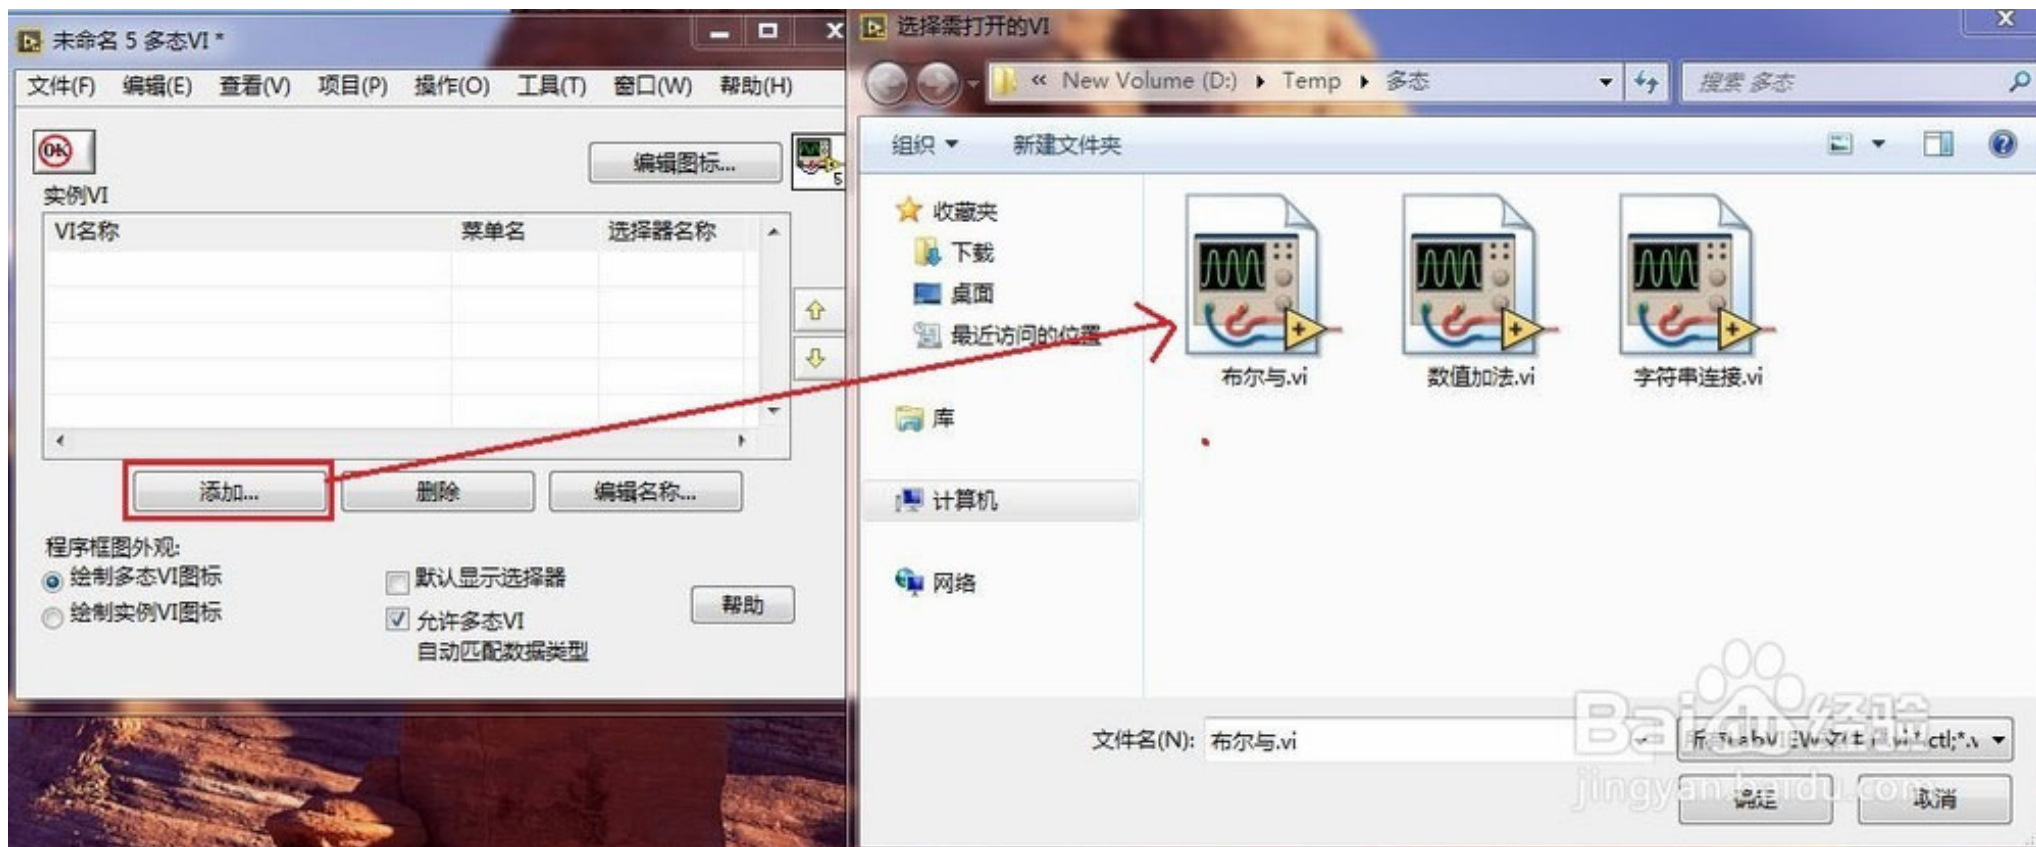 未命名 5 多态VI *
文件(F) 编辑(E) 查看(V) 项目(P) 操作(O) 工具(T) 窗口(W) 帮助(H)
OK
编辑图标...
5
实例VI
VI名称 菜单名 选择器名称
添加... 删除 编辑名称...
程序框图外观:
绘制多态VI图标
绘制实例VI图标
默认显示选择器
允许多态VI
自动匹配数据类型
帮助
选择需打开的VI
« New Volume (D:) Temp 多态
搜索 多态
组织 新建文件夹
收藏夹
下载
桌面
最近访问的位置
库
计算机
网络
布尔与.vi 数值加法.vi 字符串连接.vi
文件名(N): 布尔与.vi
确定 取消
Baidu 经验
jingyan.baidu.com